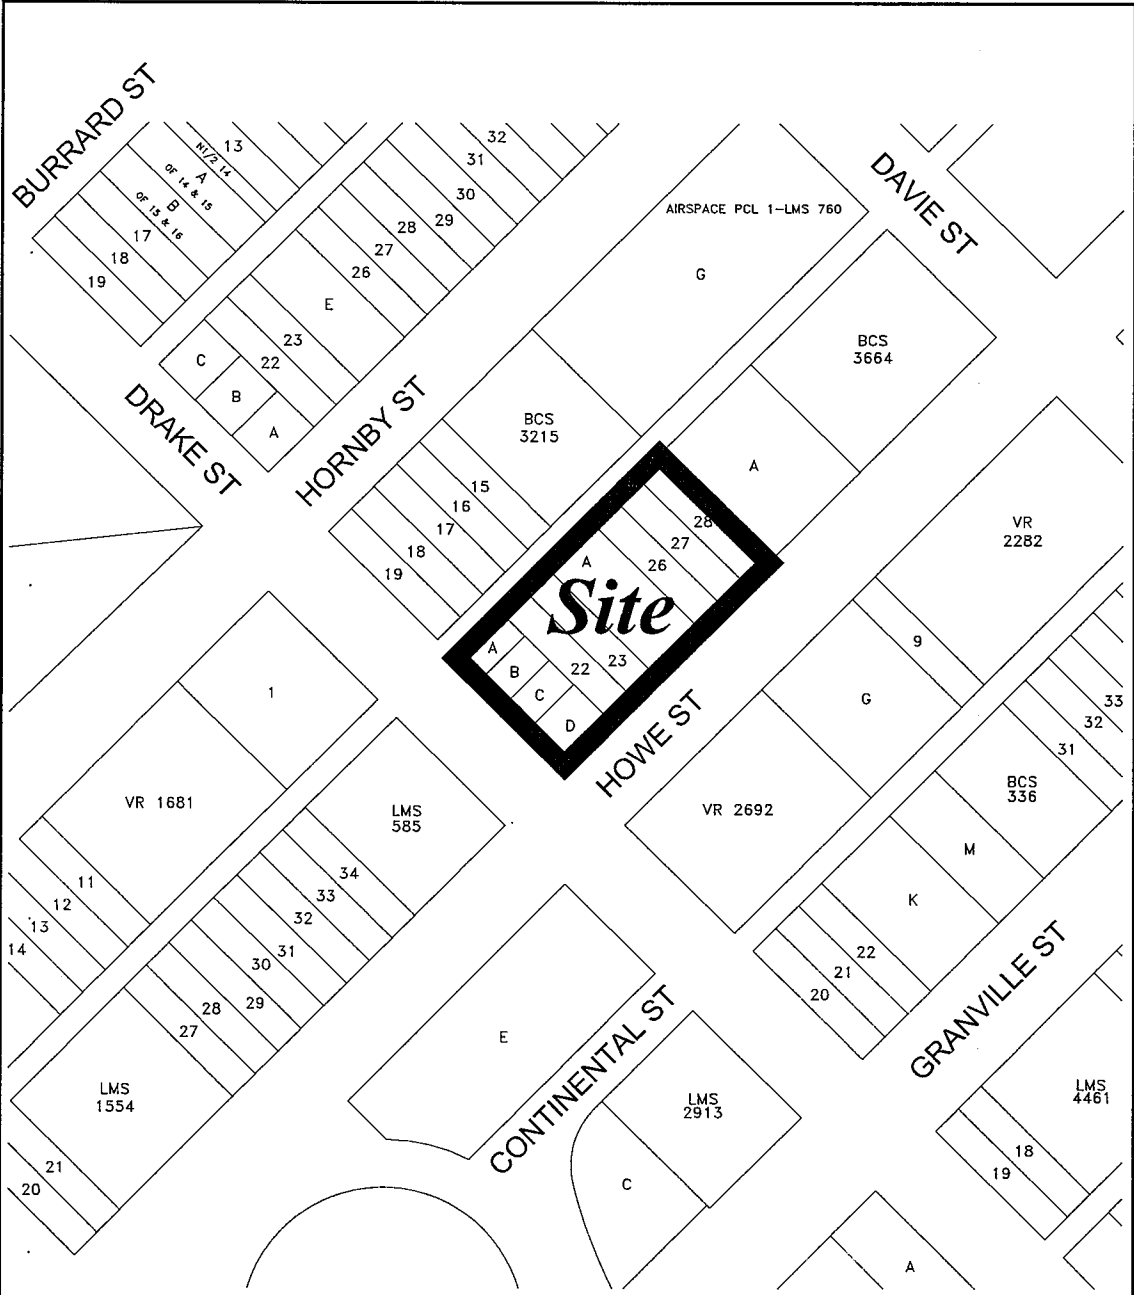 BURRARD ST
13
N1/2 14
A
OF 14 & 15
B
OF 15 & 16
17
18
19
32
31
30
29
28
27
26
E
23
22
C
B
A
DAVIE ST
AIRSPACE PCL 1-LMS 760
G
BCS
3664
DRAKE ST
HORNBY ST
BCS
3215
15
16
17
18
19
A
28
27
26
A
Site
A
B
C
D
22
23
VR
2282
9
G
HOWE ST
33
32
31
BCS
336
M
K
22
21
20
VR 2692
1
VR 1681
11
12
13
14
LMS
585
34
33
32
31
30
29
28
27
LMS
1554
21
20
E
CONTINENTAL ST
GRANVILLE ST
LMS
2913
C
LMS
4461
18
19
A